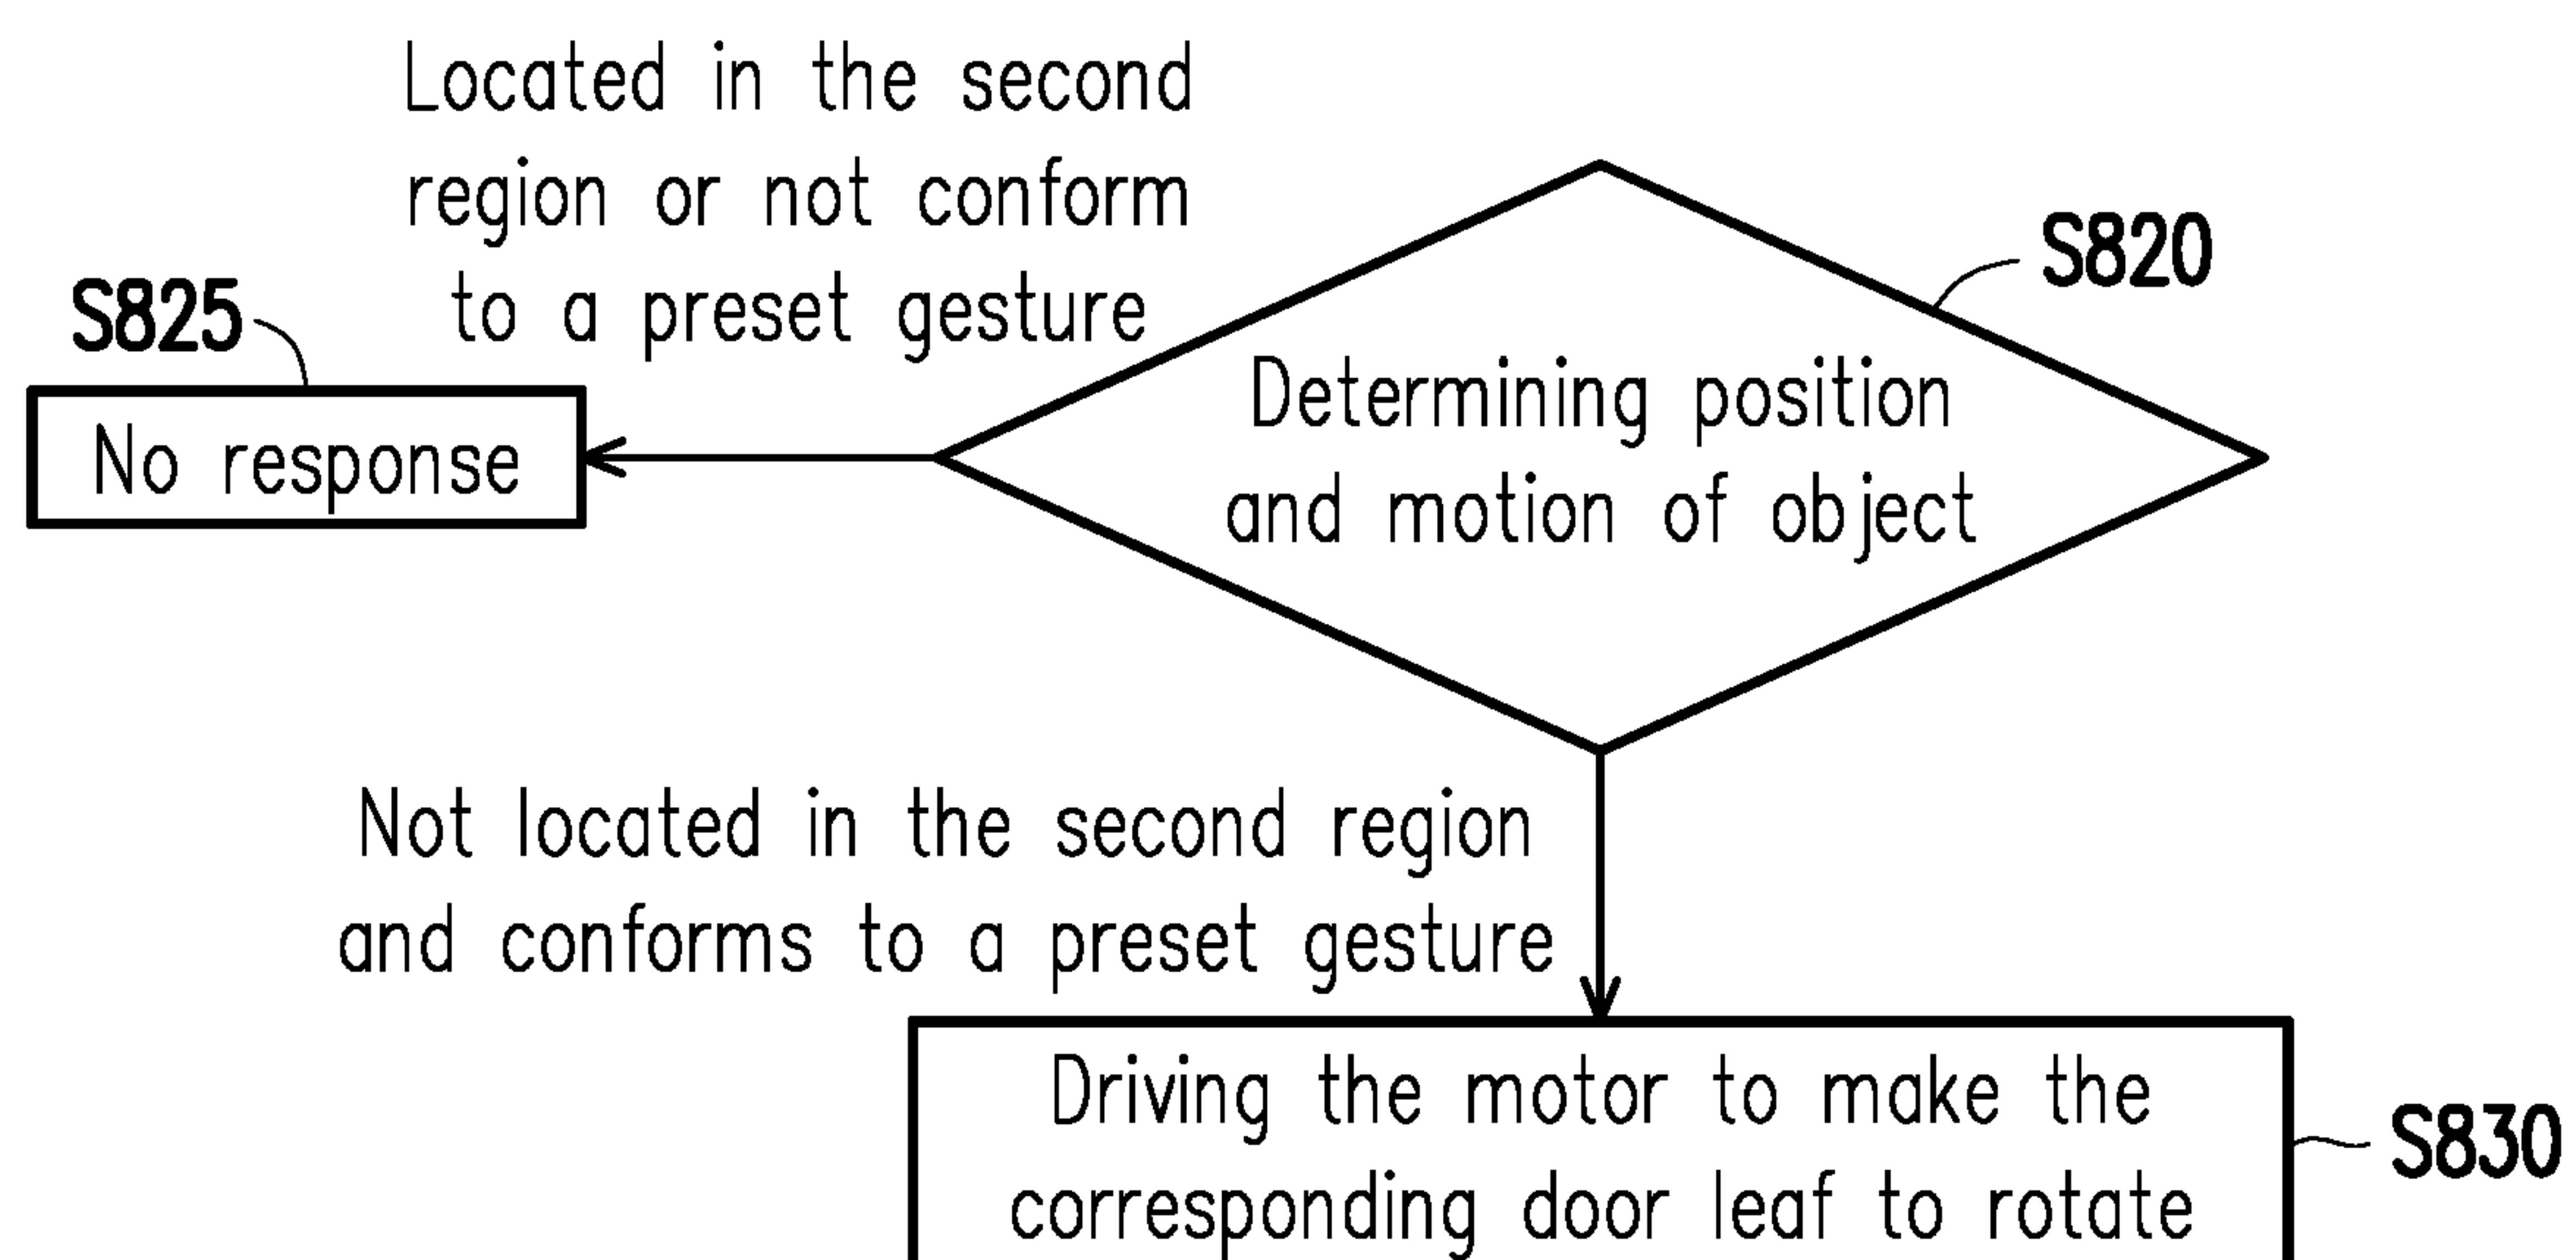 Located in the second
region or not conform
to a preset gesture
S820
S825
Determining position
and motion of object
No response
Not located in the second region
and conforms to a preset gesture
Driving the motor to make the
corresponding door leaf to rotate
S830